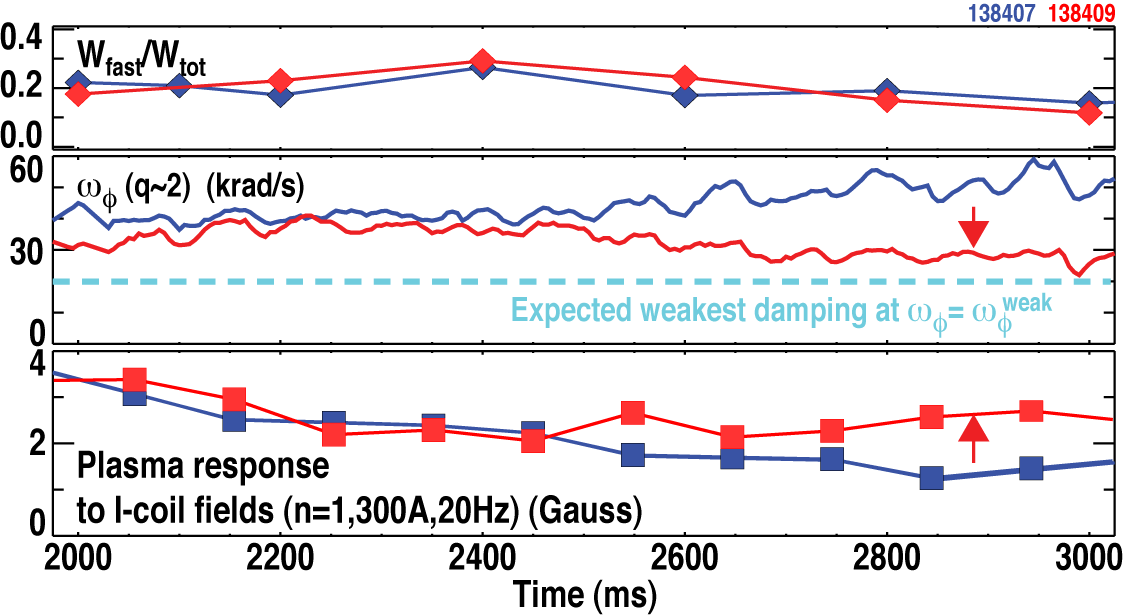 138407 138409
0.4
W_fast/W_tot
0.2
0.0
60
ω_ϕ (q~2) (krad/s)
30
Expected weakest damping at ω_ϕ= ω_ϕ^weak
0
4
2
Plasma response
to I-coil fields (n=1,300A,20Hz) (Gauss)
0
2000 2200 2400 2600 2800 3000
Time (ms)